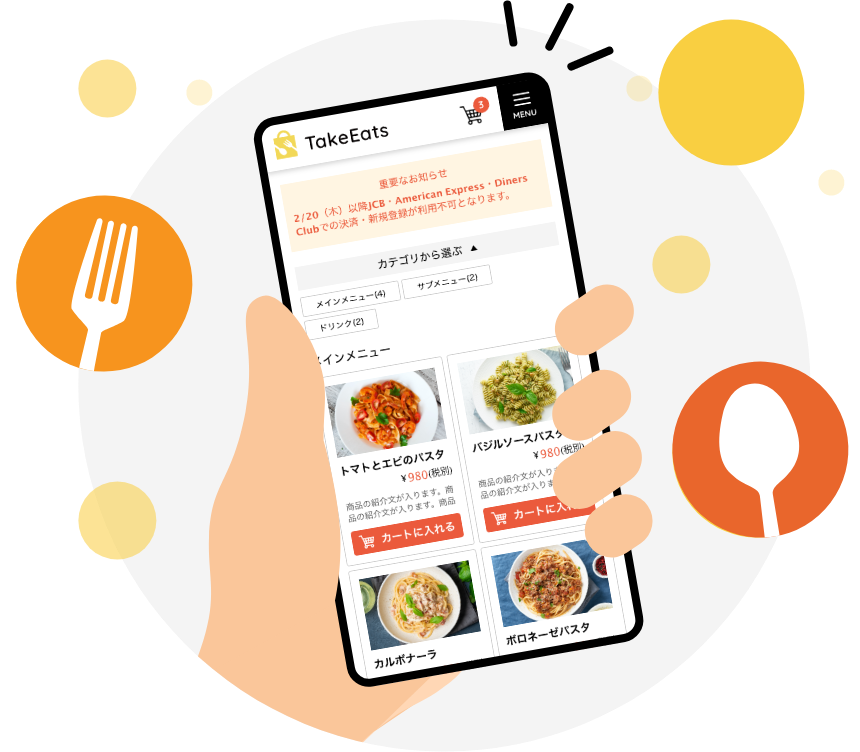 TakeEats
3
MENU
重要なお知らせ
2/20（木）以降JCB・American Express・Diners
Clubでの決済・新規登録が利用不可となります。
カテゴリから選ぶ ▲
メインメニュー(4)
サブメニュー(2)
ドリンク(2)
インメニュー
トマトとエビのパスタ
¥980(税別)
商品の紹介文が入ります。商
品の紹介文が入ります。商品
カートに入れる
バジルソースパスタ
¥980(税別)
商品の紹介文が入り
品の紹介文が入りま
カートに入れ
カルボナーラ
ボロネーゼパスタ